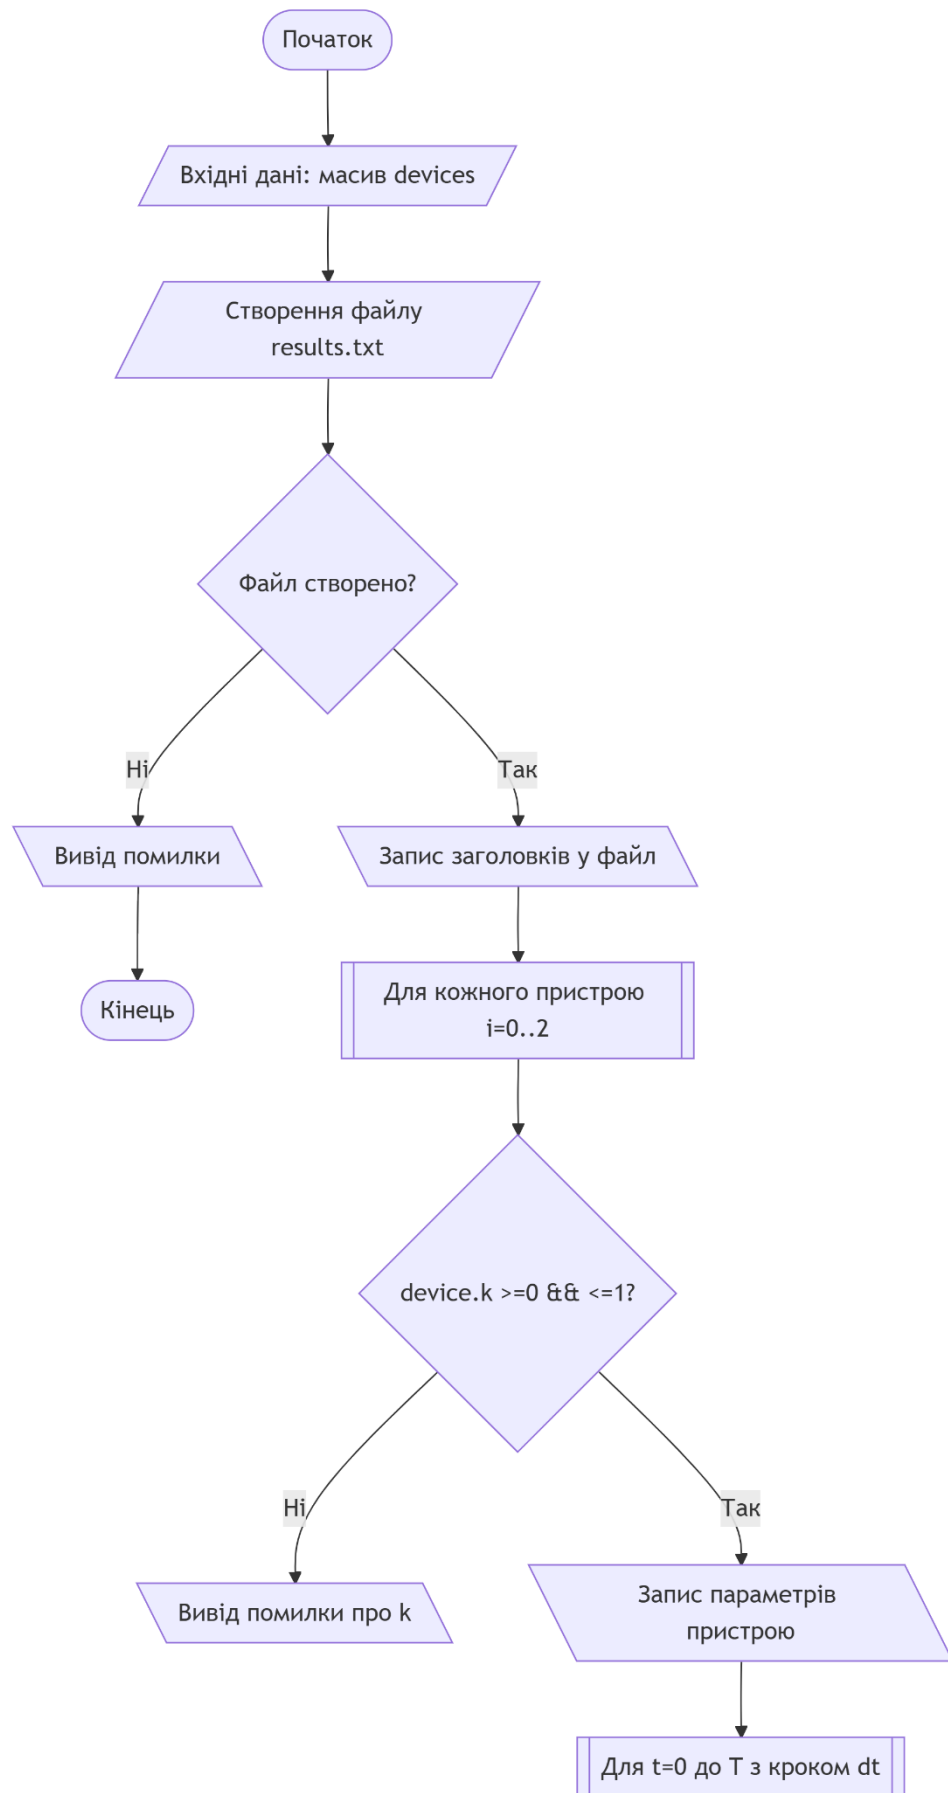 Початок
Вхідні дані: масив devices
Створення файлу
results.txt
Файл створено?
Ні
Так
Вивід помилки
Запис заголовків у файл
Кінець
Для кожного пристрою
i=0..2
device.k >=0 && <=1?
Ні
Так
Вивід помилки про k
Запис параметрів
пристрою
Для t=0 до T з кроком dt